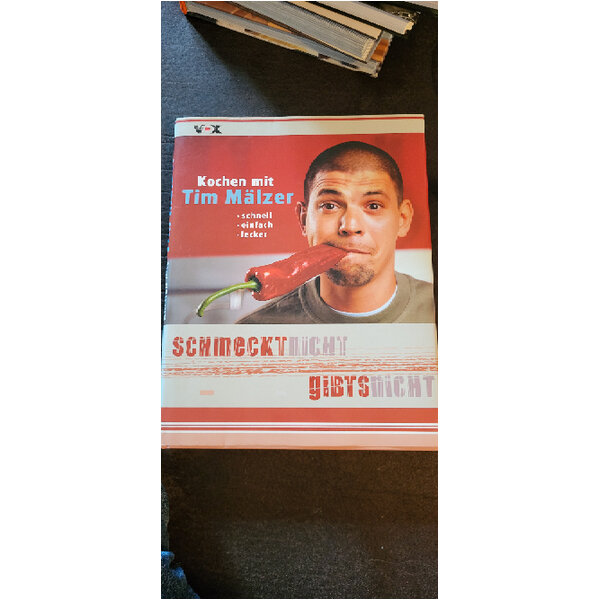 VOX
Kochen mit
Tim Mälzer
· schnell
· einfach
· lecker
SCHMECKTNICHT
GIBTSNICHT